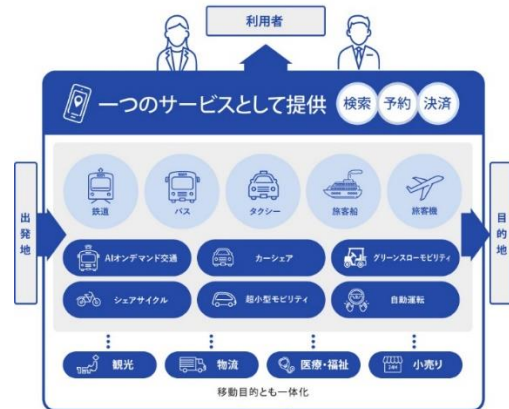 利用者
一つのサービスとして提供 検索 予約 決済
出発地
目的地
鉄道 バス タクシー 旅客船 旅客機
AIオンデマンド交通 カーシェア グリーンスローモビリティ
シェアサイクル 超小型モビリティ 自動運転
観光 物流 医療・福祉 小売り
24H
移動目的とも一体化